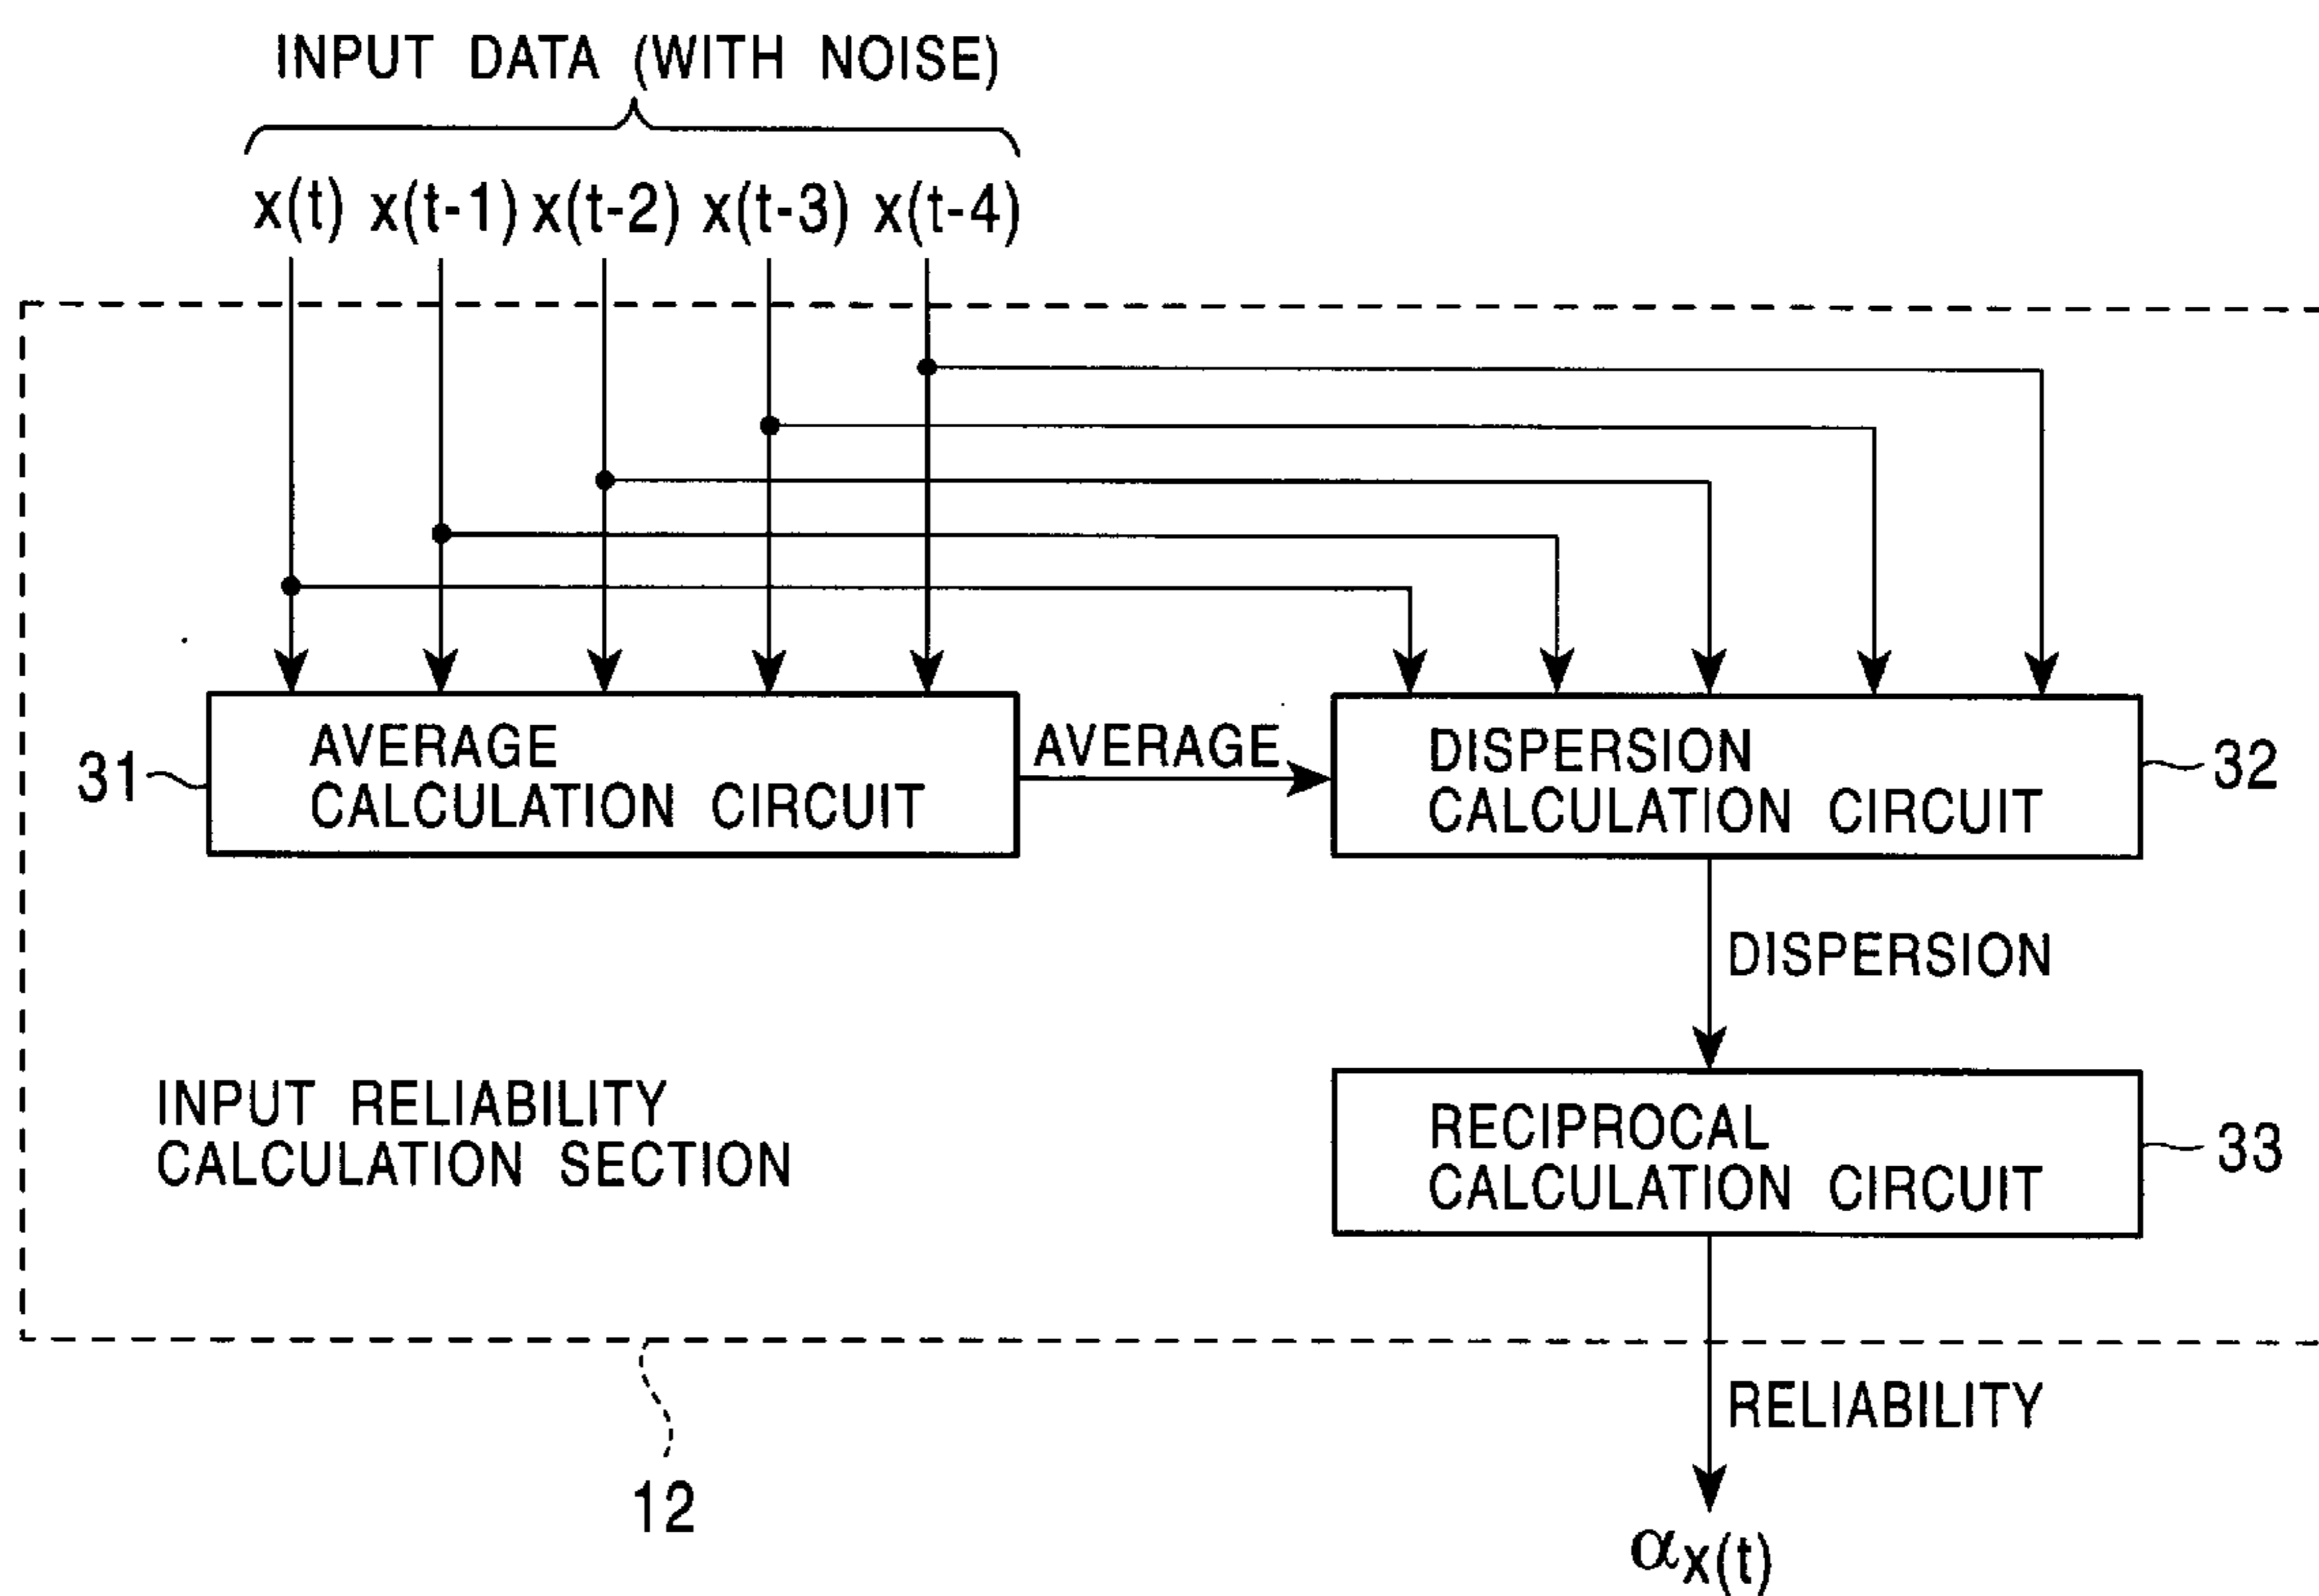 INPUT DATA (WITH NOISE)
x(t) x(t-1) x(t-2) x(t-3) x(t-4)
31
AVERAGE
CALCULATION CIRCUIT
AVERAGE
DISPERSION
CALCULATION CIRCUIT
32
DISPERSION
INPUT RELIABILITY
CALCULATION SECTION
RECIPROCAL
CALCULATION CIRCUIT
33
RELIABILITY
12
αx(t)